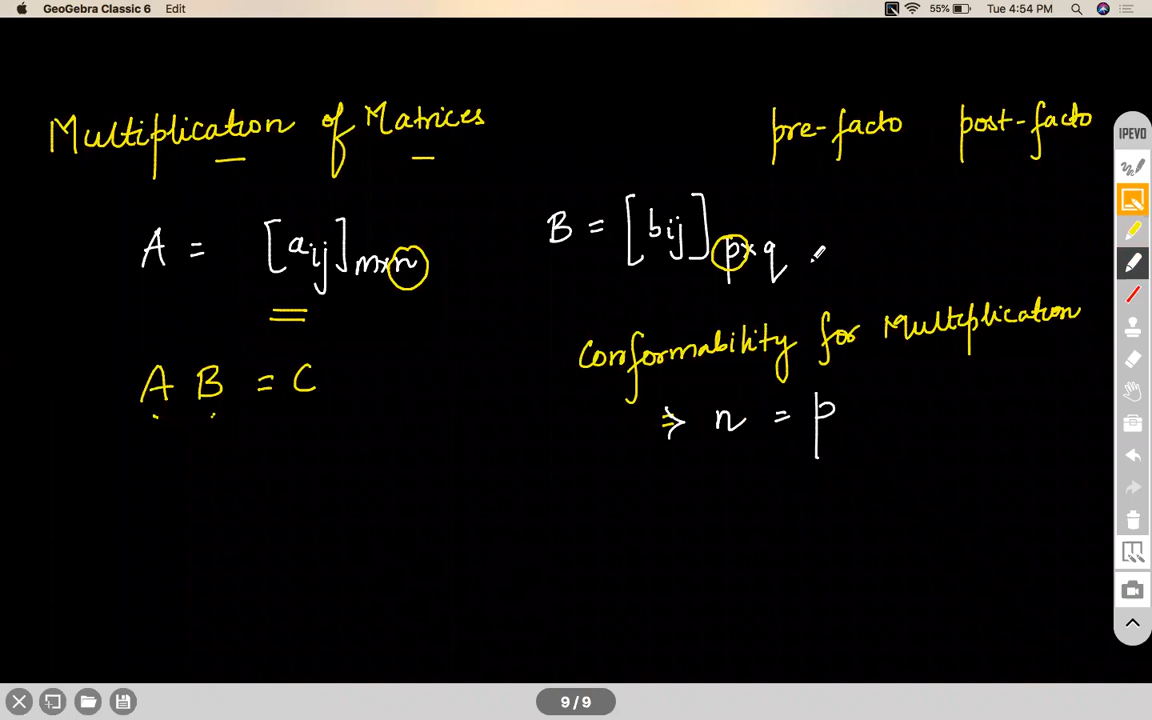 GeoGebra Classic 6 Edit 55% Tue 4:54 PM
Multiplication of Matrices pre-facto post-facto
IPEVO
A = [aij]m×n B = [bij]p×q
Conformability for Multiplication
A B = C
⇒ n = p
9 / 9